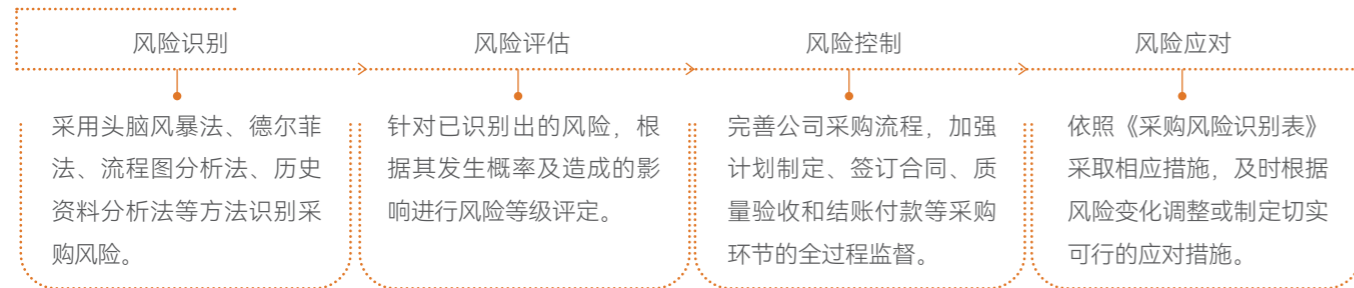 风险识别
采用头脑风暴法、德尔菲
法、流程图分析法、历史
资料分析法等方法识别采
购风险。
风险评估
针对已识别出的风险，根
据其发生概率及造成的影
响进行风险等级评定。
风险控制
完善公司采购流程，加强
计划制定、签订合同、质
量验收和结账付款等采购
环节的全过程监督。
风险应对
依照《采购风险识别表》
采取相应措施，及时根据
风险变化调整或制定切实
可行的应对措施。